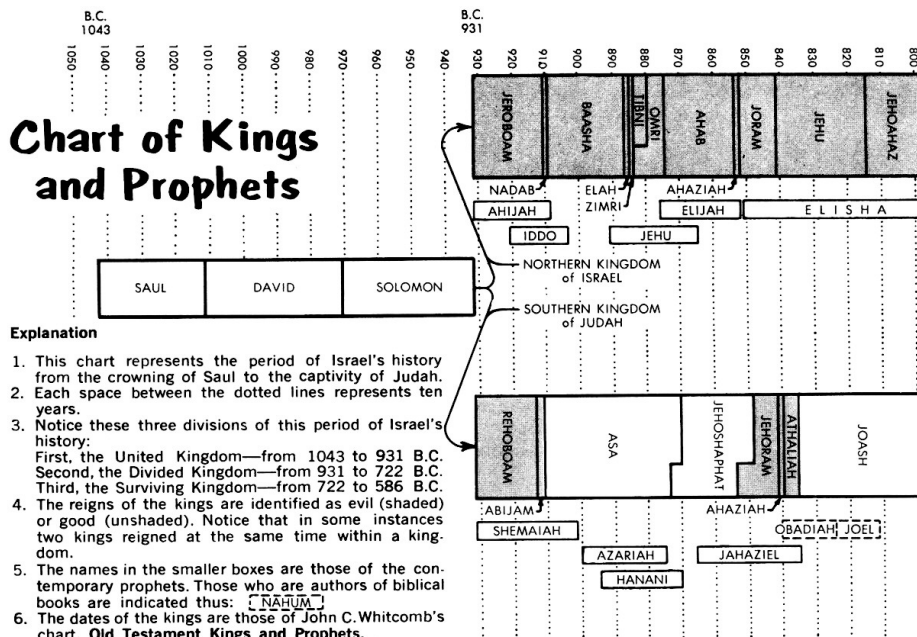 B.C.
1043
B.C.
931
1050
1040
1030
1020
1010
1000
990
980
970
960
950
940
930
920
910
900
890
880
870
860
850
840
830
820
810
800
Chart of Kings
and Prophets
JEROBOAM
BAASHA
TIBNI
OMRI
AHAB
JORAM
JEHU
JEHOAHAZ
NADAB
ELAH
ZIMRI
AHAZIAH
AHIJAH
ELIJAH
ELISHA
IDDO
JEHU
NORTHERN KINGDOM
of ISRAEL
SAUL
DAVID
SOLOMON
SOUTHERN KINGDOM
of JUDAH
Explanation
1. This chart represents the period of Israel's history
from the crowning of Saul to the captivity of Judah.
2. Each space between the dotted lines represents ten
years.
3. Notice these three divisions of this period of Israel's
history:
First, the United Kingdom—from 1043 to 931 B.C.
Second, the Divided Kingdom—from 931 to 722 B.C.
Third, the Surviving Kingdom—from 722 to 586 B.C.
4. The reigns of the kings are identified as evil (shaded)
or good (unshaded). Notice that in some instances
two kings reigned at the same time within a king-
dom.
5. The names in the smaller boxes are those of the con-
temporary prophets. Those who are authors of biblical
books are indicated thus: NAHUM
6. The dates of the kings are those of John C. Whitcomb's
chart, Old Testament Kings and Prophets.
REHOBOAM
ASA
JEHOSHAPHAT
JEHORAM
ATHALIAH
JOASH
ABIJAM
AHAZIAH
SHEMAIAH
OBADIAH
JOEL
AZARIAH
JAHAZIEL
HANANI